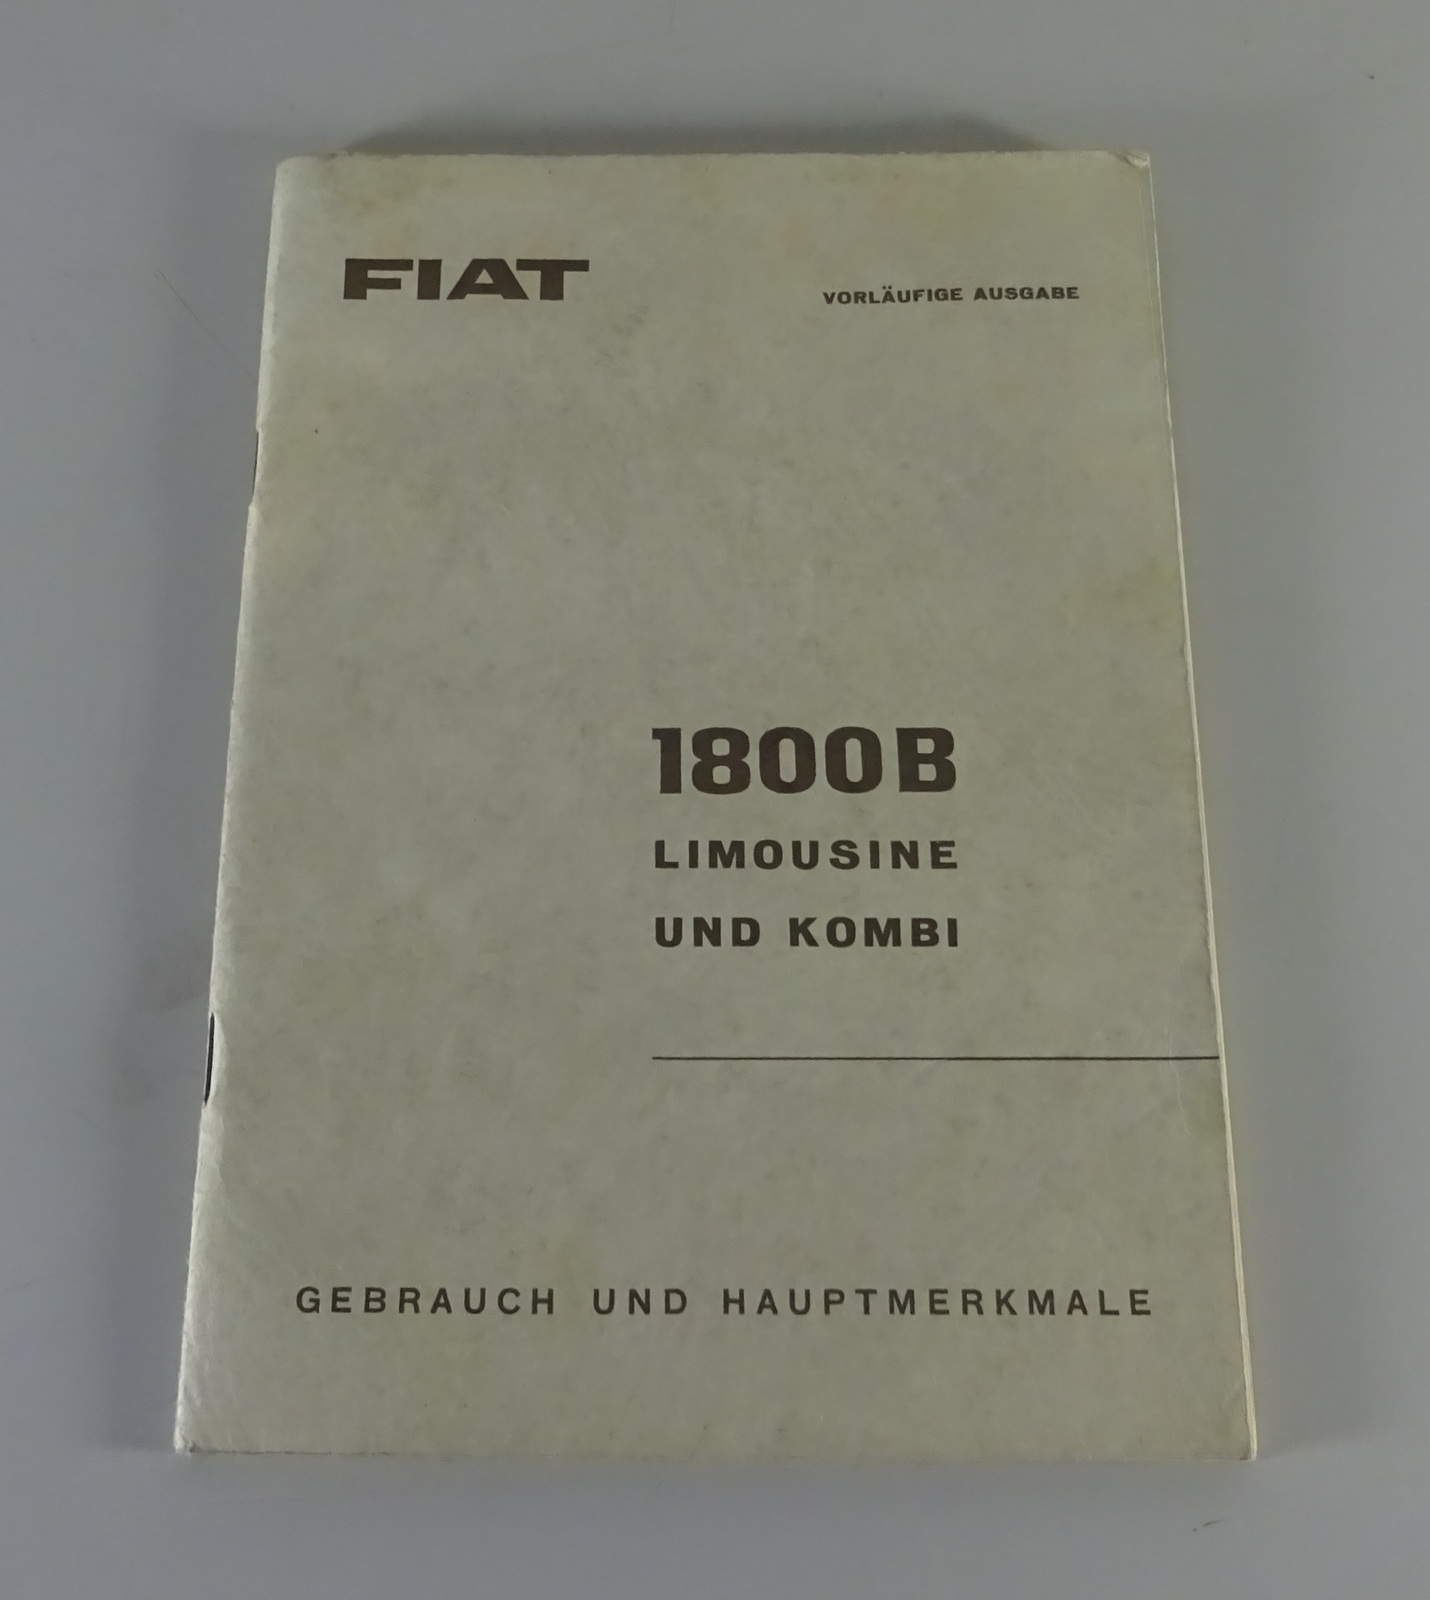 FIAT
VORLÄUFIGE AUSGABE
1800B
LIMOUSINE
UND KOMBI
GEBRAUCH UND HAUPTMERKMALE